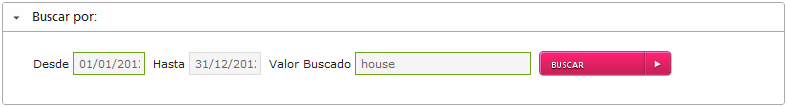 Buscar por:
Desde 01/01/201 Hasta 31/12/201 Valor Buscado house BUSCAR